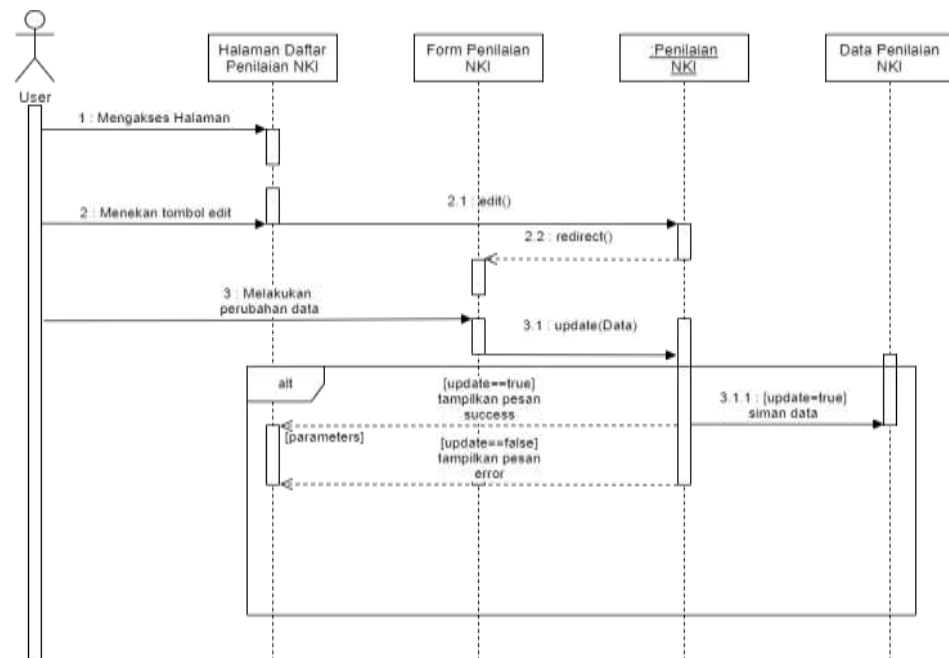 Halaman Daftar
Penilaian NKI
Form Penilaian
NKI
:Penilaian
NKI
Data Penilaian
NKI
User
1 : Mengakses Halaman
2 : Menekan tombol edit
2.1 : edit()
2.2 : redirect()
3 : Melakukan
perubahan data
3.1 : update(Data)
alt
[update==true]
tampilkan pesan
success
3.1.1 : [update=true]
siman data
[parameters]
[update==false]
tampilkan pesan
error